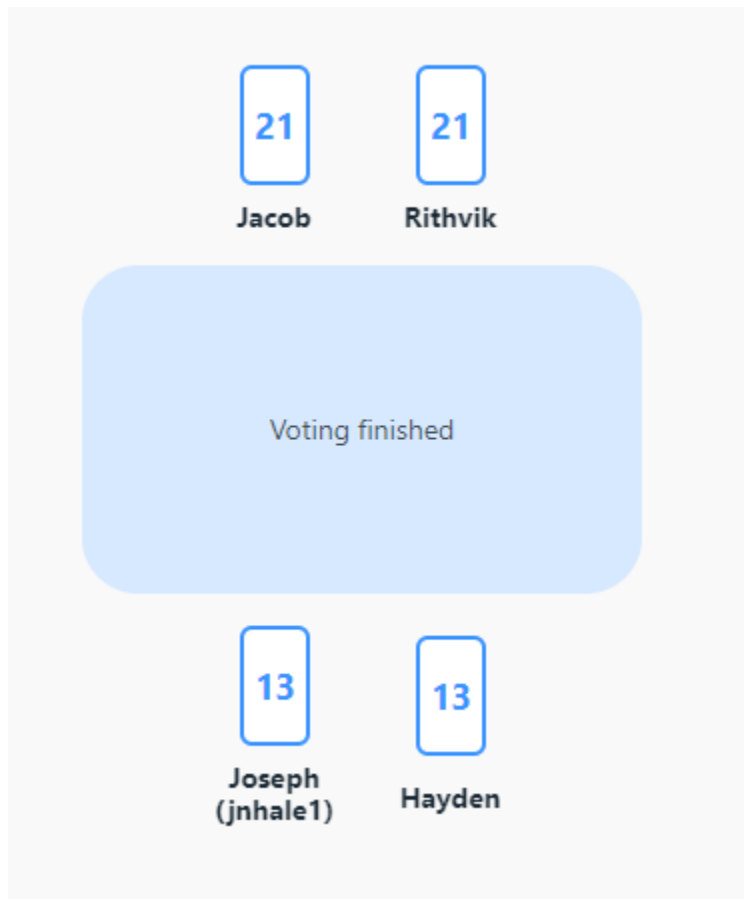 21 21
Jacob Rithvik
Voting finished
13 13
Joseph
(jnhale1) Hayden